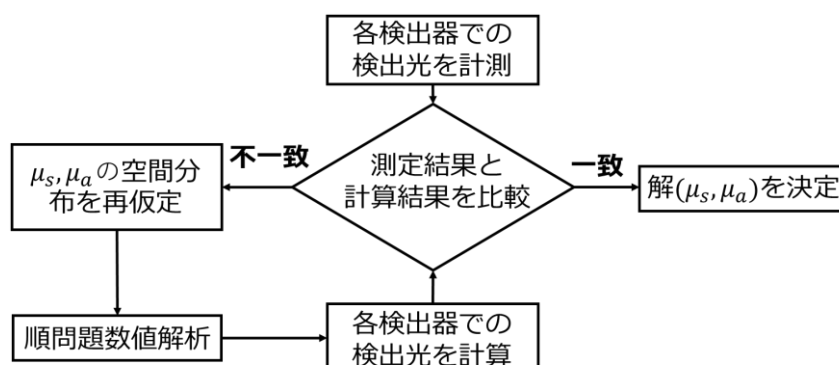 各検出器での
検出光を計測
不一致
測定結果と
計算結果を比較
一致
μs, μaの空間分
布を再仮定
解(μs, μa)を決定
順問題数値解析
各検出器での
検出光を計算